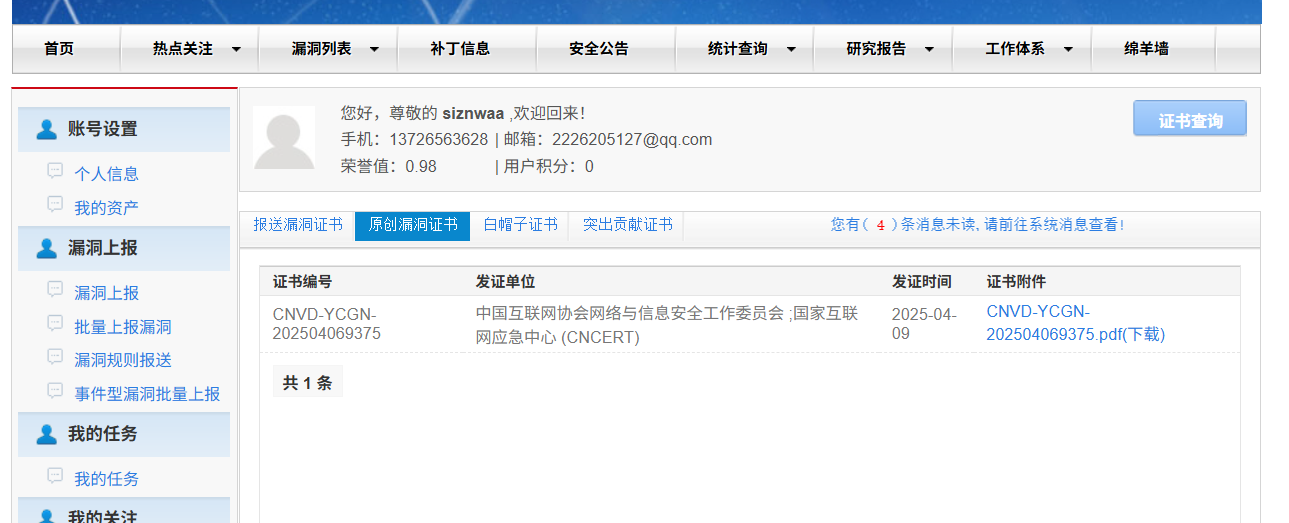 首页 热点关注 漏洞列表 补丁信息 安全公告 统计查询 研究报告 工作体系 绵羊墙
账号设置
个人信息
我的资产
漏洞上报
漏洞上报
批量上报漏洞
漏洞规则报送
事件型漏洞批量上报
我的任务
我的任务
我的关注
您好，尊敬的 siznwaa ,欢迎回来!
手机：13726563628 | 邮箱：2226205127@qq.com
荣誉值：0.98 | 用户积分：0
证书查询
报送漏洞证书 原创漏洞证书 白帽子证书 突出贡献证书 您有( 4 )条消息未读,请前往系统消息查看!
证书编号 发证单位 发证时间 证书附件
CNVD-YCGN-
202504069375
中国互联网协会网络与信息安全工作委员会 ;国家互联
网应急中心 (CNCERT)
2025-04-
09
CNVD-YCGN-
202504069375.pdf(下载)
共 1 条